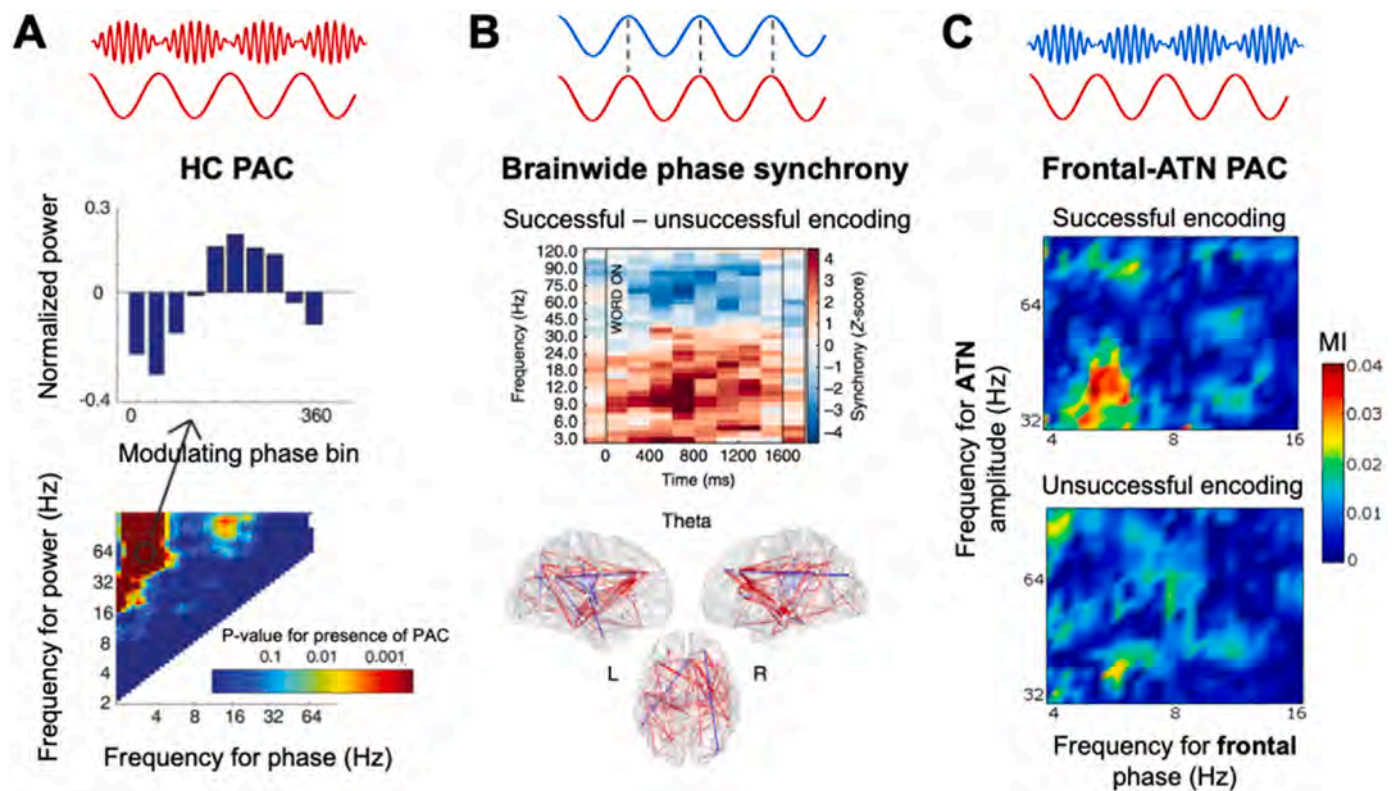 A
HC PAC
Normalized power
0.3
0
-0.4
0
360
Modulating phase bin
Frequency for power (Hz)
64
32
16
8
4
2
P-value for presence of PAC
0.1 0.01 0.001
4 8 16 32 64
Frequency for phase (Hz)
B
Brainwide phase synchrony
Successful – unsuccessful encoding
Frequency (Hz)
120.0
90.0
75.0
60.0
45.0
30.0
24.0
18.0
12.0
9.0
6.0
3.0
WORD ON
0 400 800 1200 1600
Time (ms)
4
3
2
1
0
–1
–2
–3
–4
Synchrony (Z-score)
Theta
L R
C
Frontal-ATN PAC
Successful encoding
Frequency for ATN
amplitude (Hz)
64
32
4 8 16
Unsuccessful encoding
64
32
4 8 16
Frequency for frontal
phase (Hz)
MI
0.04
0.03
0.02
0.01
0